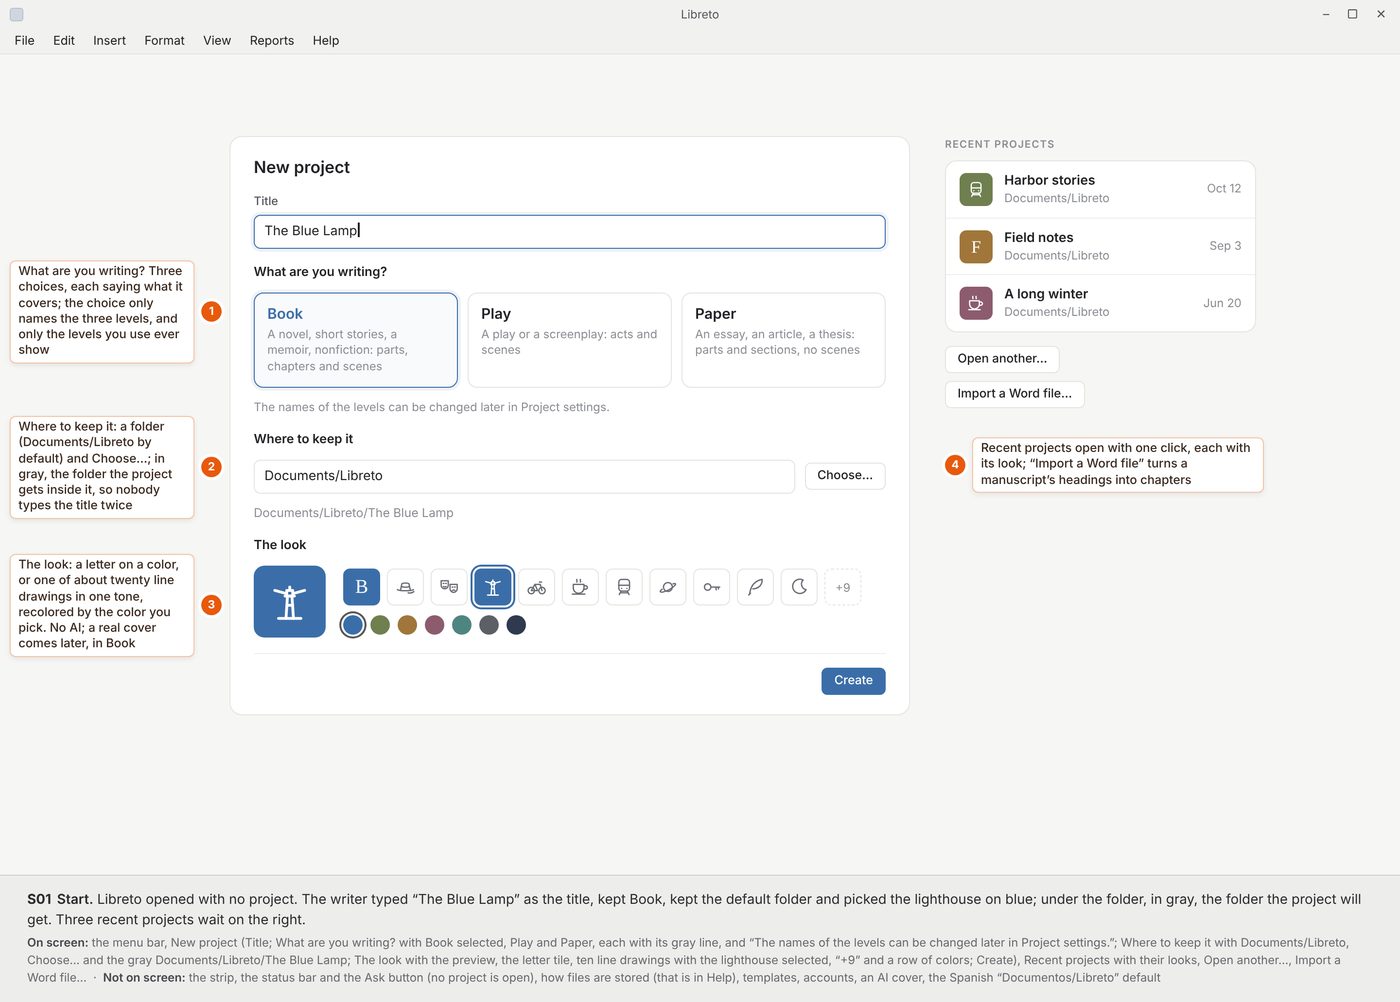 Libreto
File Edit Insert Format View Reports Help
New project
Title
The Blue Lamp
What are you writing?
Book
A novel, short stories, a
memoir, nonfiction: parts,
chapters and scenes
Play
A play or a screenplay: acts and
scenes
Paper
An essay, an article, a thesis:
parts and sections, no scenes
The names of the levels can be changed later in Project settings.
Where to keep it
Documents/Libreto
Choose...
Documents/Libreto/The Blue Lamp
The look
B
+9
Create
What are you writing? Three
choices, each saying what it
covers; the choice only
names the three levels, and
only the levels you use ever
show
1
Where to keep it: a folder
(Documents/Libreto by
default) and Choose...; in
gray, the folder the project
gets inside it, so nobody
types the title twice
2
The look: a letter on a color,
or one of about twenty line
drawings in one tone,
recolored by the color you
pick. No AI; a real cover
comes later, in Book
3
RECENT PROJECTS
Harbor stories
Documents/Libreto
Oct 12
F
Field notes
Documents/Libreto
Sep 3
A long winter
Documents/Libreto
Jun 20
Open another...
Import a Word file...
4
Recent projects open with one click, each with
its look; “Import a Word file” turns a
manuscript’s headings into chapters
S01 Start. Libreto opened with no project. The writer typed “The Blue Lamp” as the title, kept Book, kept the default folder and picked the lighthouse on blue; under the folder, in gray, the folder the project will
get. Three recent projects wait on the right.
On screen: the menu bar, New project (Title; What are you writing? with Book selected, Play and Paper, each with its gray line, and “The names of the levels can be changed later in Project settings.”; Where to keep it with Documents/Libreto,
Choose... and the gray Documents/Libreto/The Blue Lamp; The look with the preview, the letter tile, ten line drawings with the lighthouse selected, “+9” and a row of colors; Create), Recent projects with their looks, Open another..., Import a
Word file... · Not on screen: the strip, the status bar and the Ask button (no project is open), how files are stored (that is in Help), templates, accounts, an AI cover, the Spanish “Documentos/Libreto” default